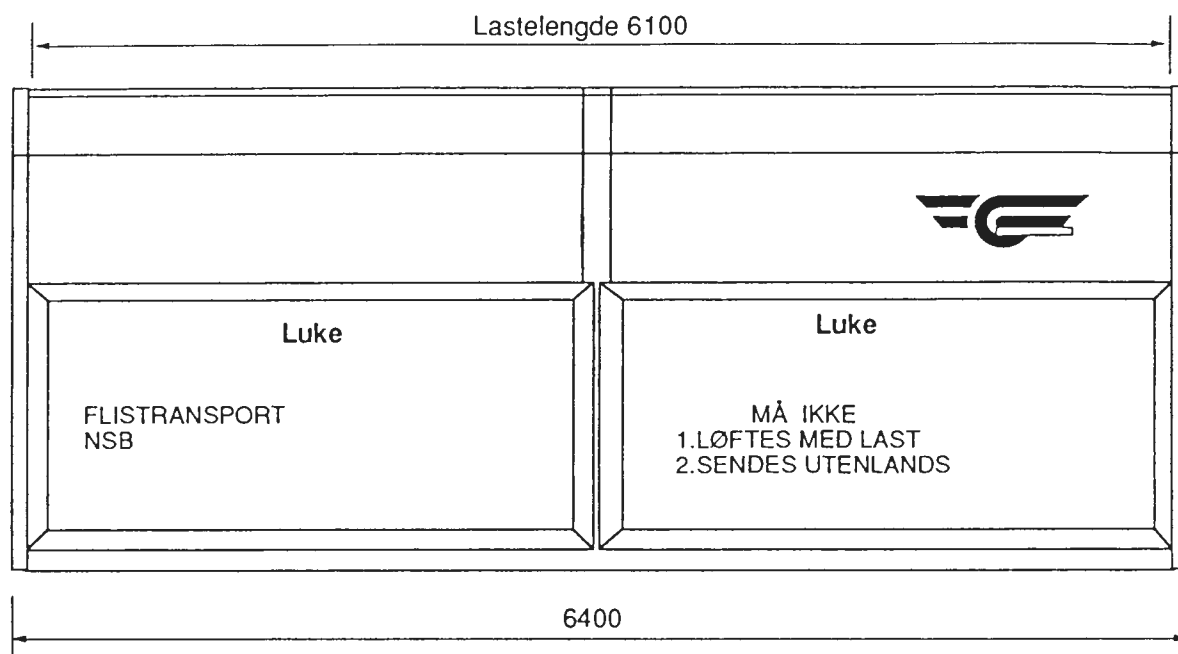 Lastelengde 6100
Luke
Luke
FLISTRANSPORT
NSB
MÅ IKKE
1.LØFTES MED LAST
2.SENDES UTENLANDS
6400